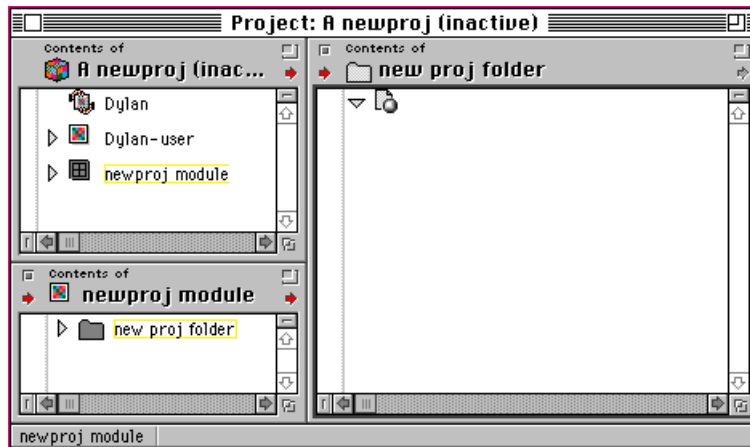 Project: A newproj (inactive)
Contents of
A newproj (inac...
Dylan
Dylan-user
newproj module
Contents of
newproj module
new proj folder
Contents of
new proj folder
newproj module